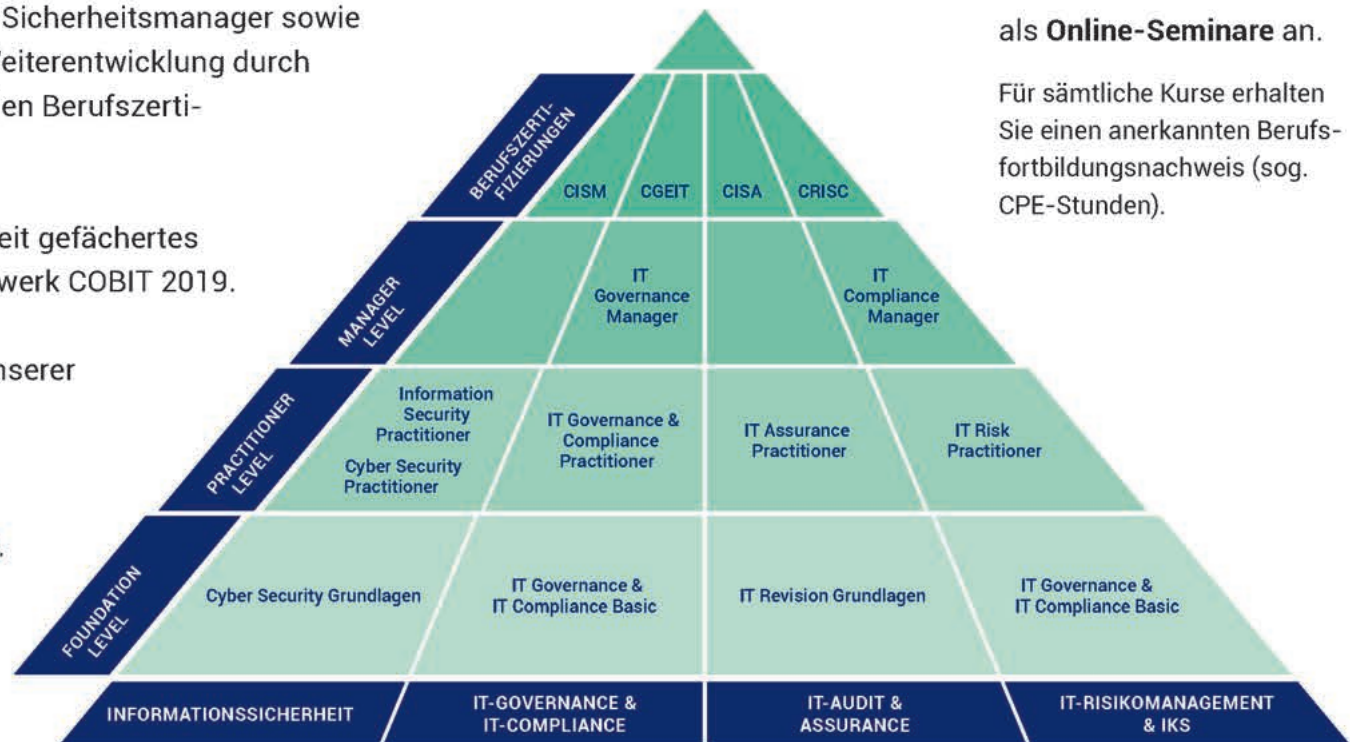 Sicherheitsmanager sowie
eiterentwicklung durch
en Berufszerti-
eit gefächertes
werk COBIT 2019.
nserer
.
als Online-Seminare an.
Für sämtliche Kurse erhalten
Sie einen anerkannten Berufs-
fortbildungsnachweis (sog.
CPE-Stunden).
BERUFSZERTI-
FIZIERUNGEN
CISM
CGEIT
CISA
CRISC
MANAGER
LEVEL
IT
Governance
Manager
IT
Compliance
Manager
PRACTITIONER
LEVEL
Information
Security
Practitioner
Cyber Security
Practitioner
IT Governance &
Compliance
Practitioner
IT Assurance
Practitioner
IT Risk
Practitioner
FOUNDATION
LEVEL
Cyber Security Grundlagen
IT Governance &
IT Compliance Basic
IT Revision Grundlagen
IT Governance &
IT Compliance Basic
INFORMATIONSSICHERHEIT
IT-GOVERNANCE &
IT-COMPLIANCE
IT-AUDIT &
ASSURANCE
IT-RISIKOMANAGEMENT
& IKS